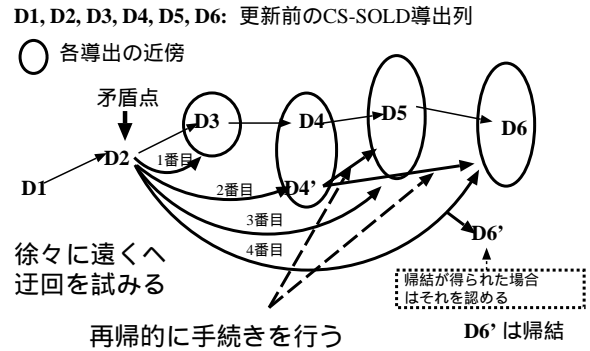 D1, D2, D3, D4, D5, D6: 更新前のCS-SOLD導出列
各導出の近傍
矛盾点
D3
D4
D5
D6
D2
1番目
D1
2番目
D4’
3番目
4番目
D6’
徐々に遠くへ
迂回を試みる
帰結が得られた場合
はそれを認める
再帰的に手続きを行う
D6’ は帰結